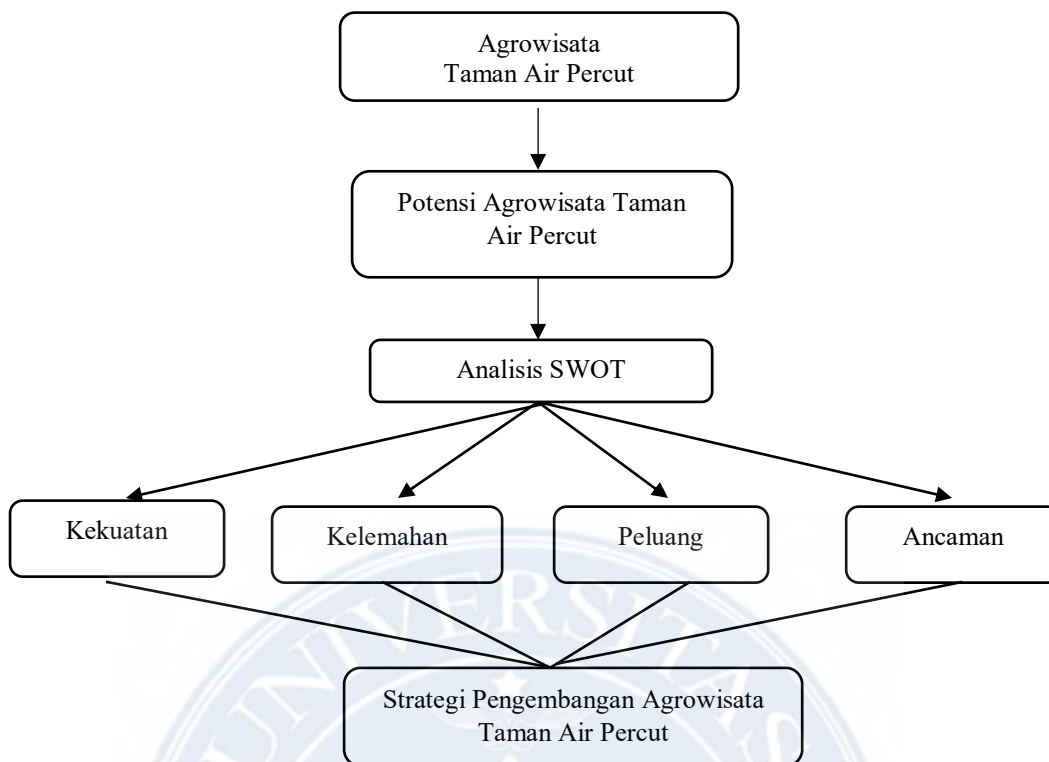 Agrowisata
Taman Air Percut
Potensi Agrowisata Taman
Air Percut
Analisis SWOT
Kekuatan
Kelemahan
Peluang
Ancaman
UNIVERSITAS
Strategi Pengembangan Agrowisata
Taman Air Percut